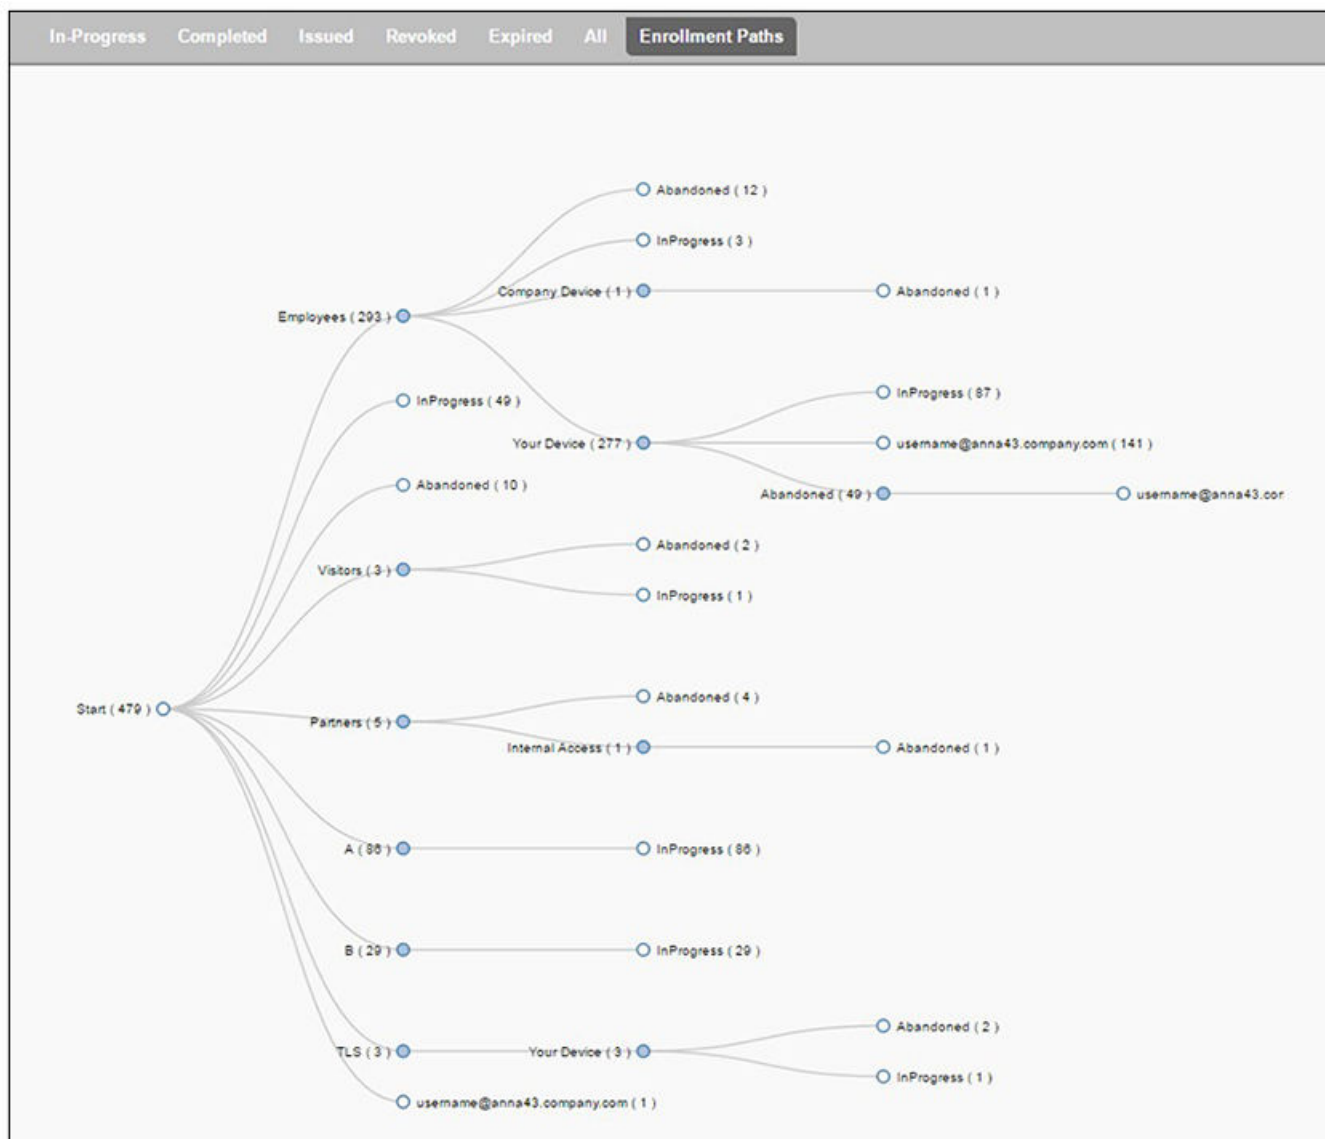 In-Progress Completed Issued Revoked Expired All Enrollment Paths
Abandoned ( 12 )
InProgress ( 3 )
Company Device ( 1 ) Abandoned ( 1 )
Employees ( 293 )
InProgress ( 87 )
InProgress ( 49 )
Your Device ( 277 ) username@anna43.company.com ( 141 )
Abandoned ( 10 )
Abandoned ( 49 ) username@anna43.cor
Abandoned ( 2 )
Visitors ( 3 )
InProgress ( 1 )
Abandoned ( 4 )
Start ( 479 )
Partners ( 5 )
Internal Access ( 1 ) Abandoned ( 1 )
A ( 86 ) InProgress ( 86 )
B ( 29 ) InProgress ( 29 )
Abandoned ( 2 )
TLS ( 3 ) Your Device ( 3 )
InProgress ( 1 )
username@anna43.company.com ( 1 )